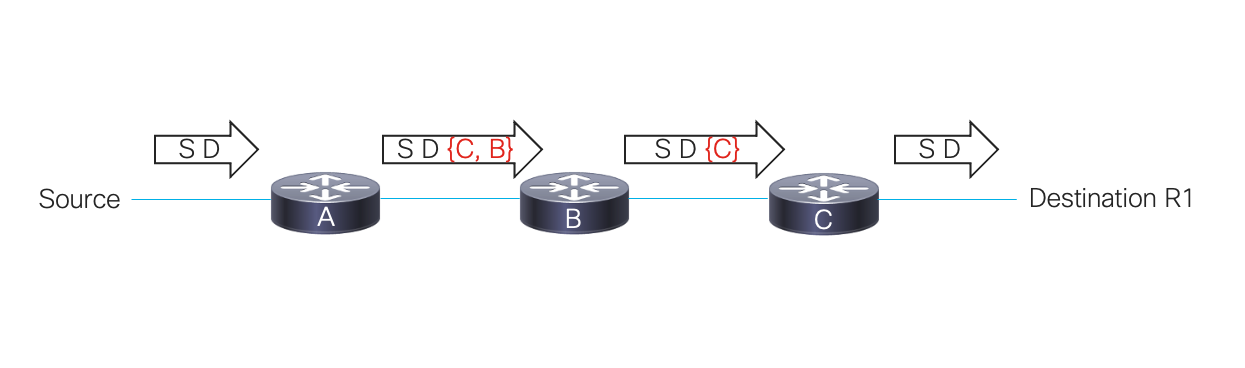 S D
S D {C, B}
S D {C}
S D
Source
A
B
C
Destination R1